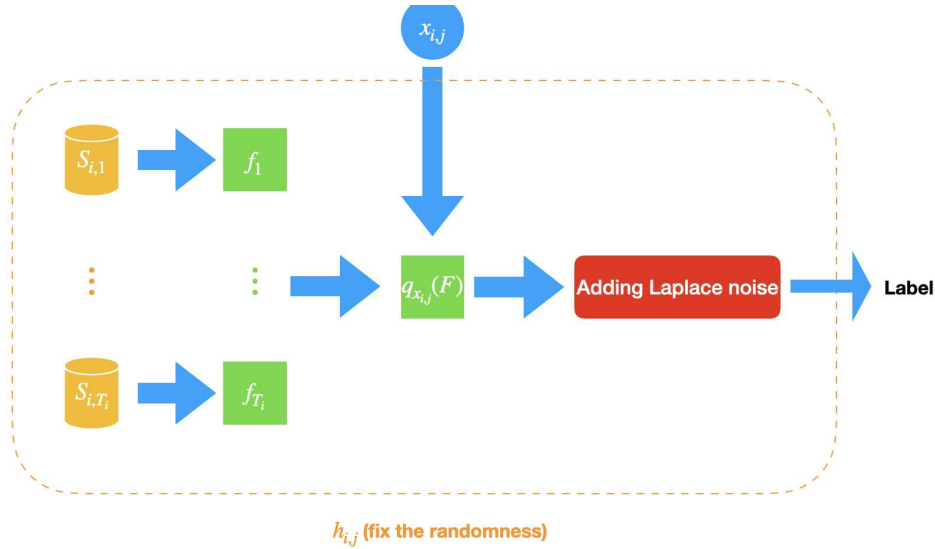 x_{i,j}
S_{i,1}
f_1
⋮ ⋮
q_{x_{i,j}}(F)
Adding Laplace noise
Label
S_{i,T_i}
f_{T_i}
h_{i,j} (fix the randomness)